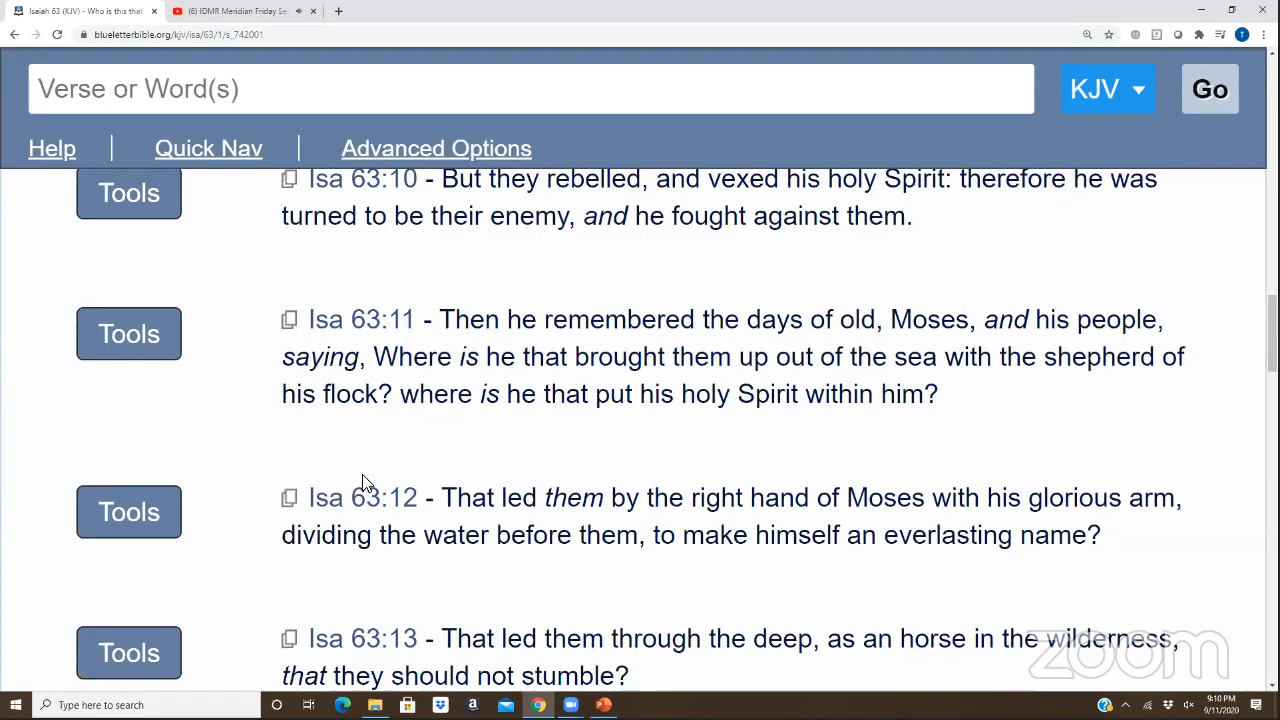 Isaiah 63 (KJV) - Who is this that
(6) IDMR Meridian Friday Se
blueletterbible.org/kjv/isa/63/1/s_742001
T
Verse or Word(s)
KJV
Go
Help
Quick Nav
Advanced Options
Tools
Isa 63:10 - But they rebelled, and vexed his holy Spirit: therefore he was
turned to be their enemy, and he fought against them.
Tools
Isa 63:11 - Then he remembered the days of old, Moses, and his people,
saying, Where is he that brought them up out of the sea with the shepherd of
his flock? where is he that put his holy Spirit within him?
Tools
Isa 63:12 - That led them by the right hand of Moses with his glorious arm,
dividing the water before them, to make himself an everlasting name?
Tools
Isa 63:13 - That led them through the deep, as an horse in the wilderness,
that they should not stumble?
zoom
Type here to search
9:10 PM
9/11/2020